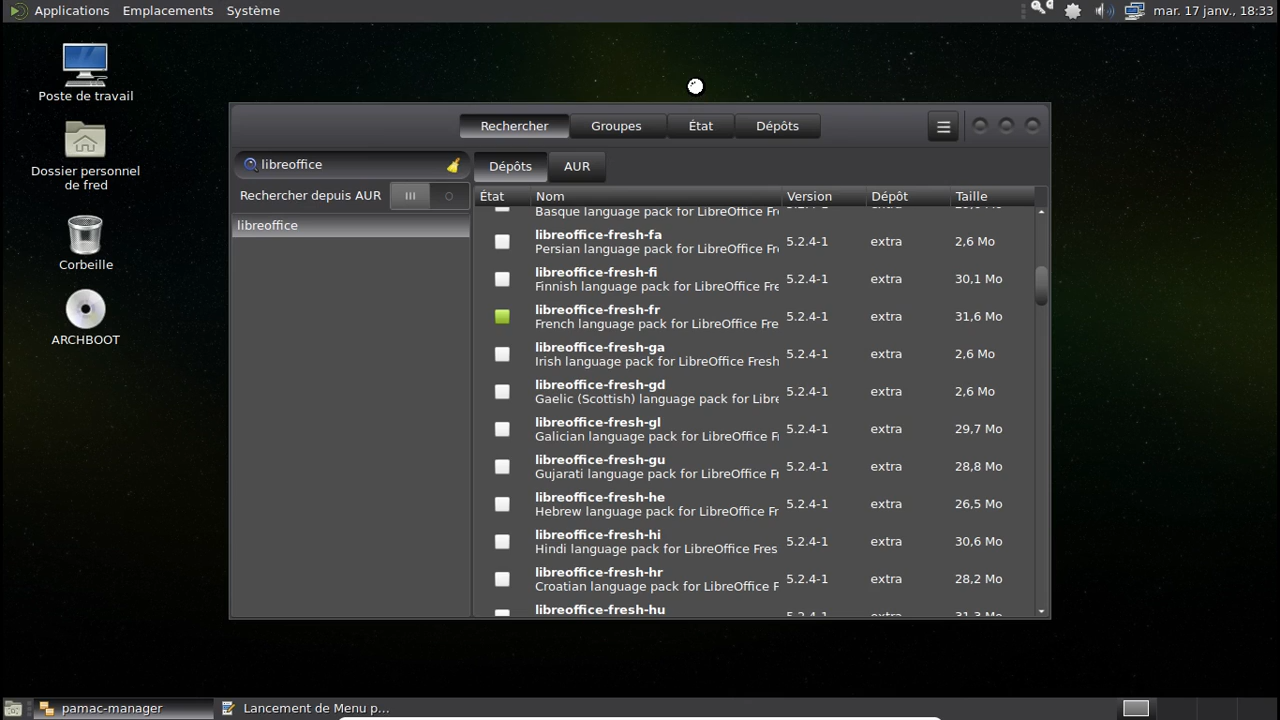 Applications Emplacements Système mar. 17 janv., 18:33
Poste de travail
Dossier personnel
de fred
Corbeille
ARCHBOOT
Rechercher Groupes État Dépôts
libreoffice
Rechercher depuis AUR
libreoffice
Dépôts AUR
État Nom Version Dépôt Taille
Basque language pack for LibreOffice Fr
libreoffice-fresh-fa
Persian language pack for LibreOffice Fr 5.2.4-1 extra 2,6 Mo
libreoffice-fresh-fi
Finnish language pack for LibreOffice Fre 5.2.4-1 extra 30,1 Mo
libreoffice-fresh-fr
French language pack for LibreOffice Fre 5.2.4-1 extra 31,6 Mo
libreoffice-fresh-ga
Irish language pack for LibreOffice Fresh 5.2.4-1 extra 2,6 Mo
libreoffice-fresh-gd
Gaelic (Scottish) language pack for Libre 5.2.4-1 extra 2,6 Mo
libreoffice-fresh-gl
Galician language pack for LibreOffice F 5.2.4-1 extra 29,7 Mo
libreoffice-fresh-gu
Gujarati language pack for LibreOffice F 5.2.4-1 extra 28,8 Mo
libreoffice-fresh-he
Hebrew language pack for LibreOffice Fr 5.2.4-1 extra 26,5 Mo
libreoffice-fresh-hi
Hindi language pack for LibreOffice Fres 5.2.4-1 extra 30,6 Mo
libreoffice-fresh-hr
Croatian language pack for LibreOffice F 5.2.4-1 extra 28,2 Mo
libreoffice-fresh-hu 5.2.4-1 extra 31,3 Mo
pamac-manager Lancement de Menu p...